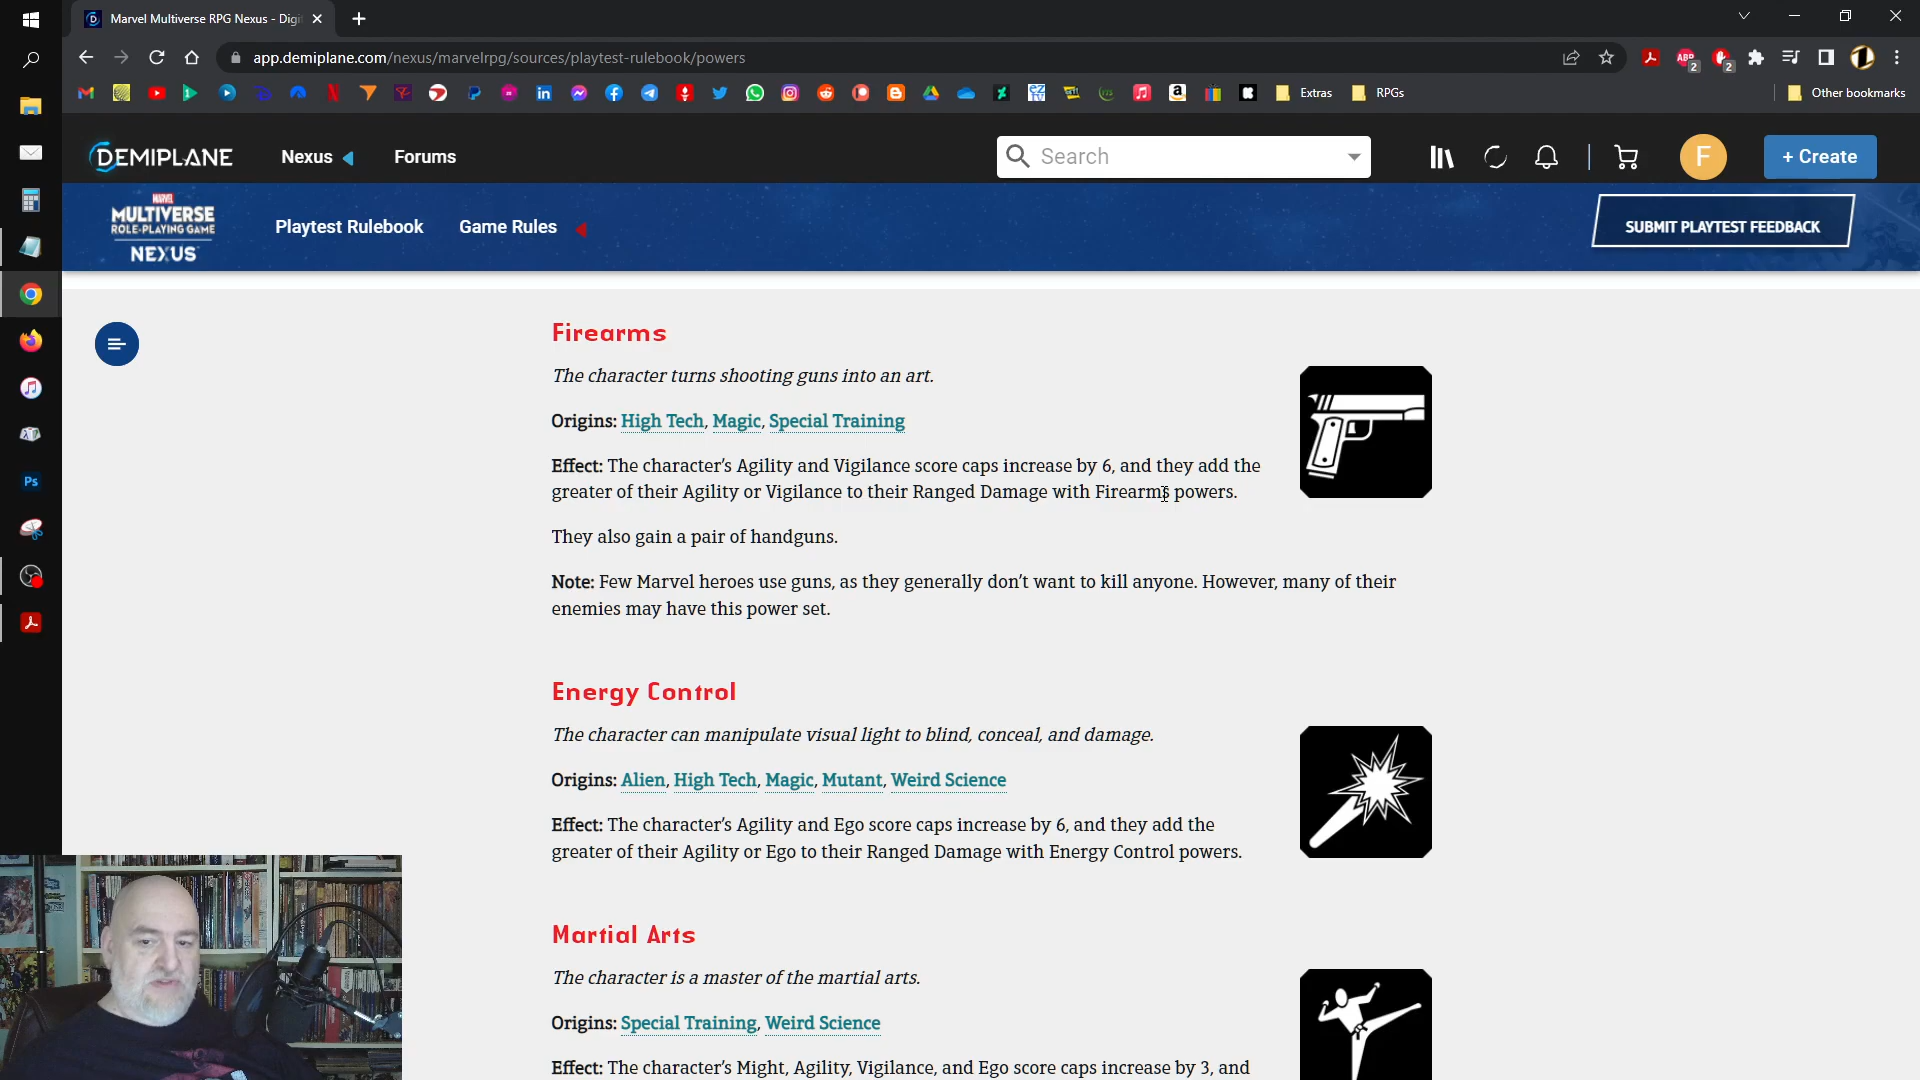 Marvel Multiverse RPG Nexus - Digi
app.demiplane.com/nexus/marvelrpg/sources/playtest-rulebook/powers
ABP
2
2
Extras
RPGs
Other bookmarks
DEMIPLANE
Nexus
Forums
Search
F
+ Create
MARVEL
MULTIVERSE
ROLE-PLAYING GAME
NEXUS
Playtest Rulebook
Game Rules
SUBMIT PLAYTEST FEEDBACK
Firearms
The character turns shooting guns into an art.
Origins: High Tech, Magic, Special Training
Effect: The character’s Agility and Vigilance score caps increase by 6, and they add the
greater of their Agility or Vigilance to their Ranged Damage with Firearms powers.
They also gain a pair of handguns.
Note: Few Marvel heroes use guns, as they generally don’t want to kill anyone. However, many of their
enemies may have this power set.
Energy Control
The character can manipulate visual light to blind, conceal, and damage.
Origins: Alien, High Tech, Magic, Mutant, Weird Science
Effect: The character’s Agility and Ego score caps increase by 6, and they add the
greater of their Agility or Ego to their Ranged Damage with Energy Control powers.
Martial Arts
The character is a master of the martial arts.
Origins: Special Training, Weird Science
Effect: The character’s Might, Agility, Vigilance, and Ego score caps increase by 3, and
Ps